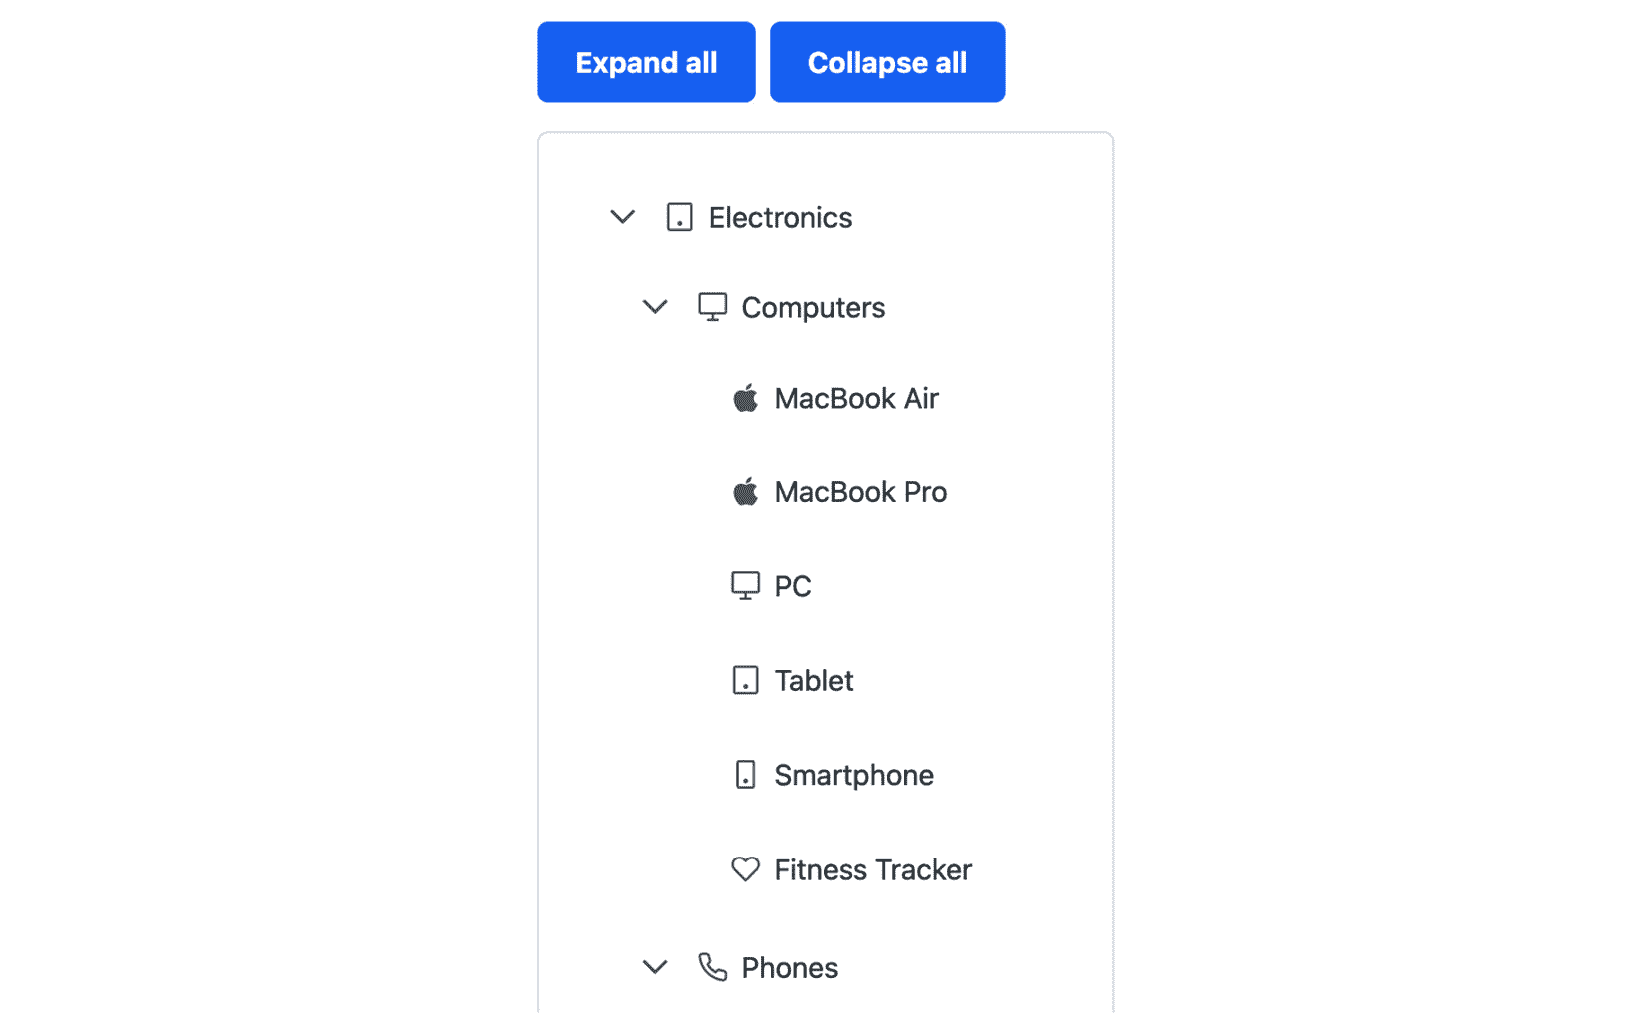 Expand all Collapse all
Electronics
Computers
MacBook Air
MacBook Pro
PC
Tablet
Smartphone
Fitness Tracker
Phones